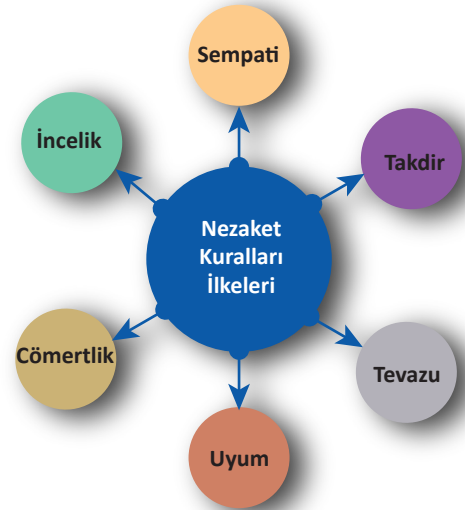 Sempati
İncelik
Takdir
Nezaket
Kuralları
İlkeleri
Cömertlik
Tevazu
Uyum